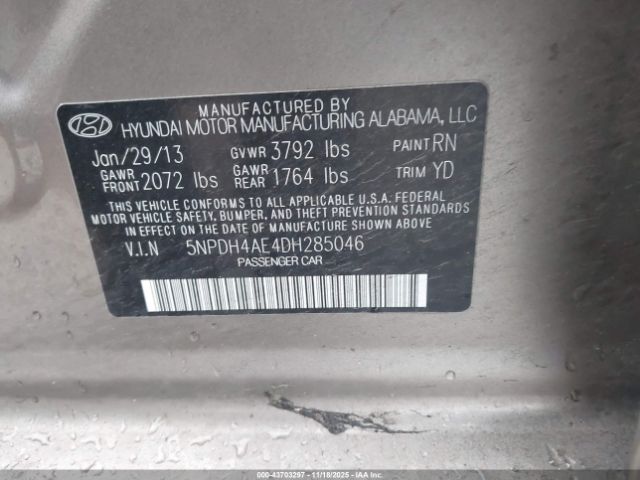 MANUFACTURED BY
HYUNDAI MOTOR MANUFACTURING ALABAMA, LLC
Jan/29/13 GVWR 3792 lbs PAINT RN
GAWR FRONT 2072 lbs GAWR REAR 1764 lbs TRIM YD
THIS VEHICLE CONFORMS TO ALL APPLICABLE U.S.A. FEDERAL
MOTOR VEHICLE SAFETY, BUMPER, AND THEFT PREVENTION STANDARDS
IN EFFECT ON THE DATE OF MANUFACTURE SHOWN ABOVE.
V.I.N 5NPDH4AE4DH285046
PASSENGER CAR
000-43703297 - 11/18/2025 - IAAI.COM